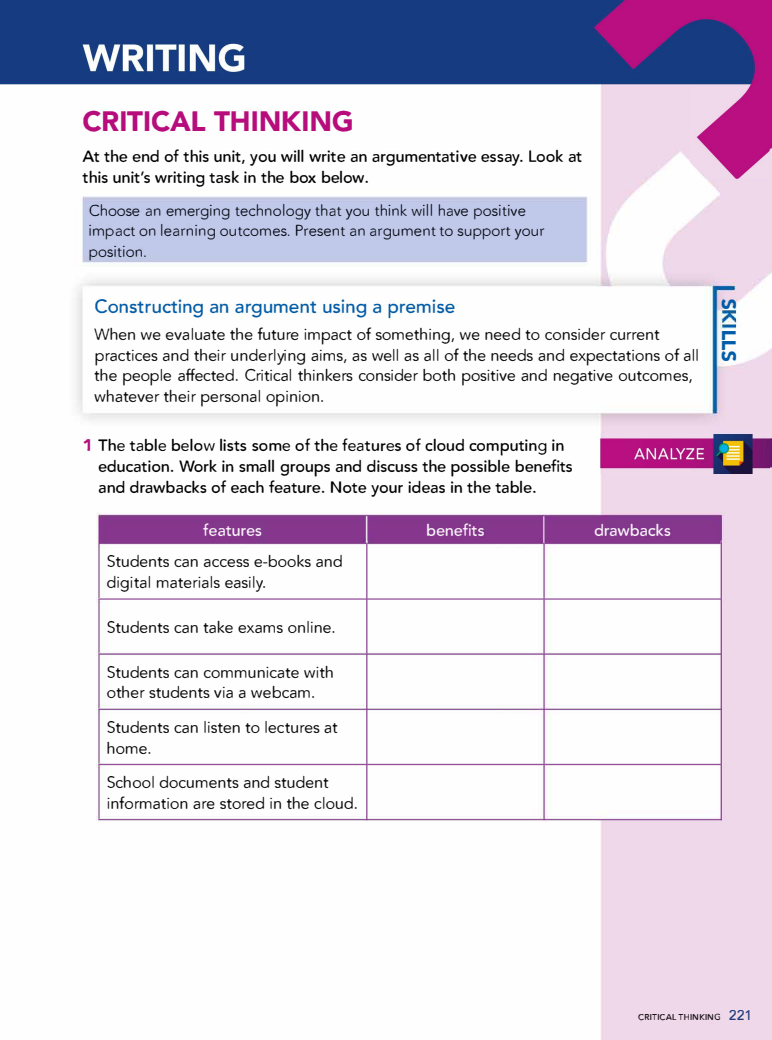 WRITING
CRITICAL THINKING
At the end of this unit, you will write an argumentative essay. Look at
this unit's writing task in the box below.
Choose an emerging technology that you think will have positive
impact on learning outcomes. Present an argument to support your
position.
Constructing an argument using a premise
When we evaluate the future impact of something, we need to consider current
practices and their underlying aims, as well as all of the needs and expectations of all
the people affected. Critical thinkers consider both positive and negative outcomes,
whatever their personal opinion.
SKILLS
1 The table below lists some of the features of cloud computing in
education. Work in small groups and discuss the possible benefits
and drawbacks of each feature. Note your ideas in the table.
ANALYZE
features benefits drawbacks
Students can access e-books and
digital materials easily.
Students can take exams online.
Students can communicate with
other students via a webcam.
Students can listen to lectures at
home.
School documents and student
information are stored in the cloud.
CRITICAL THINKING 221